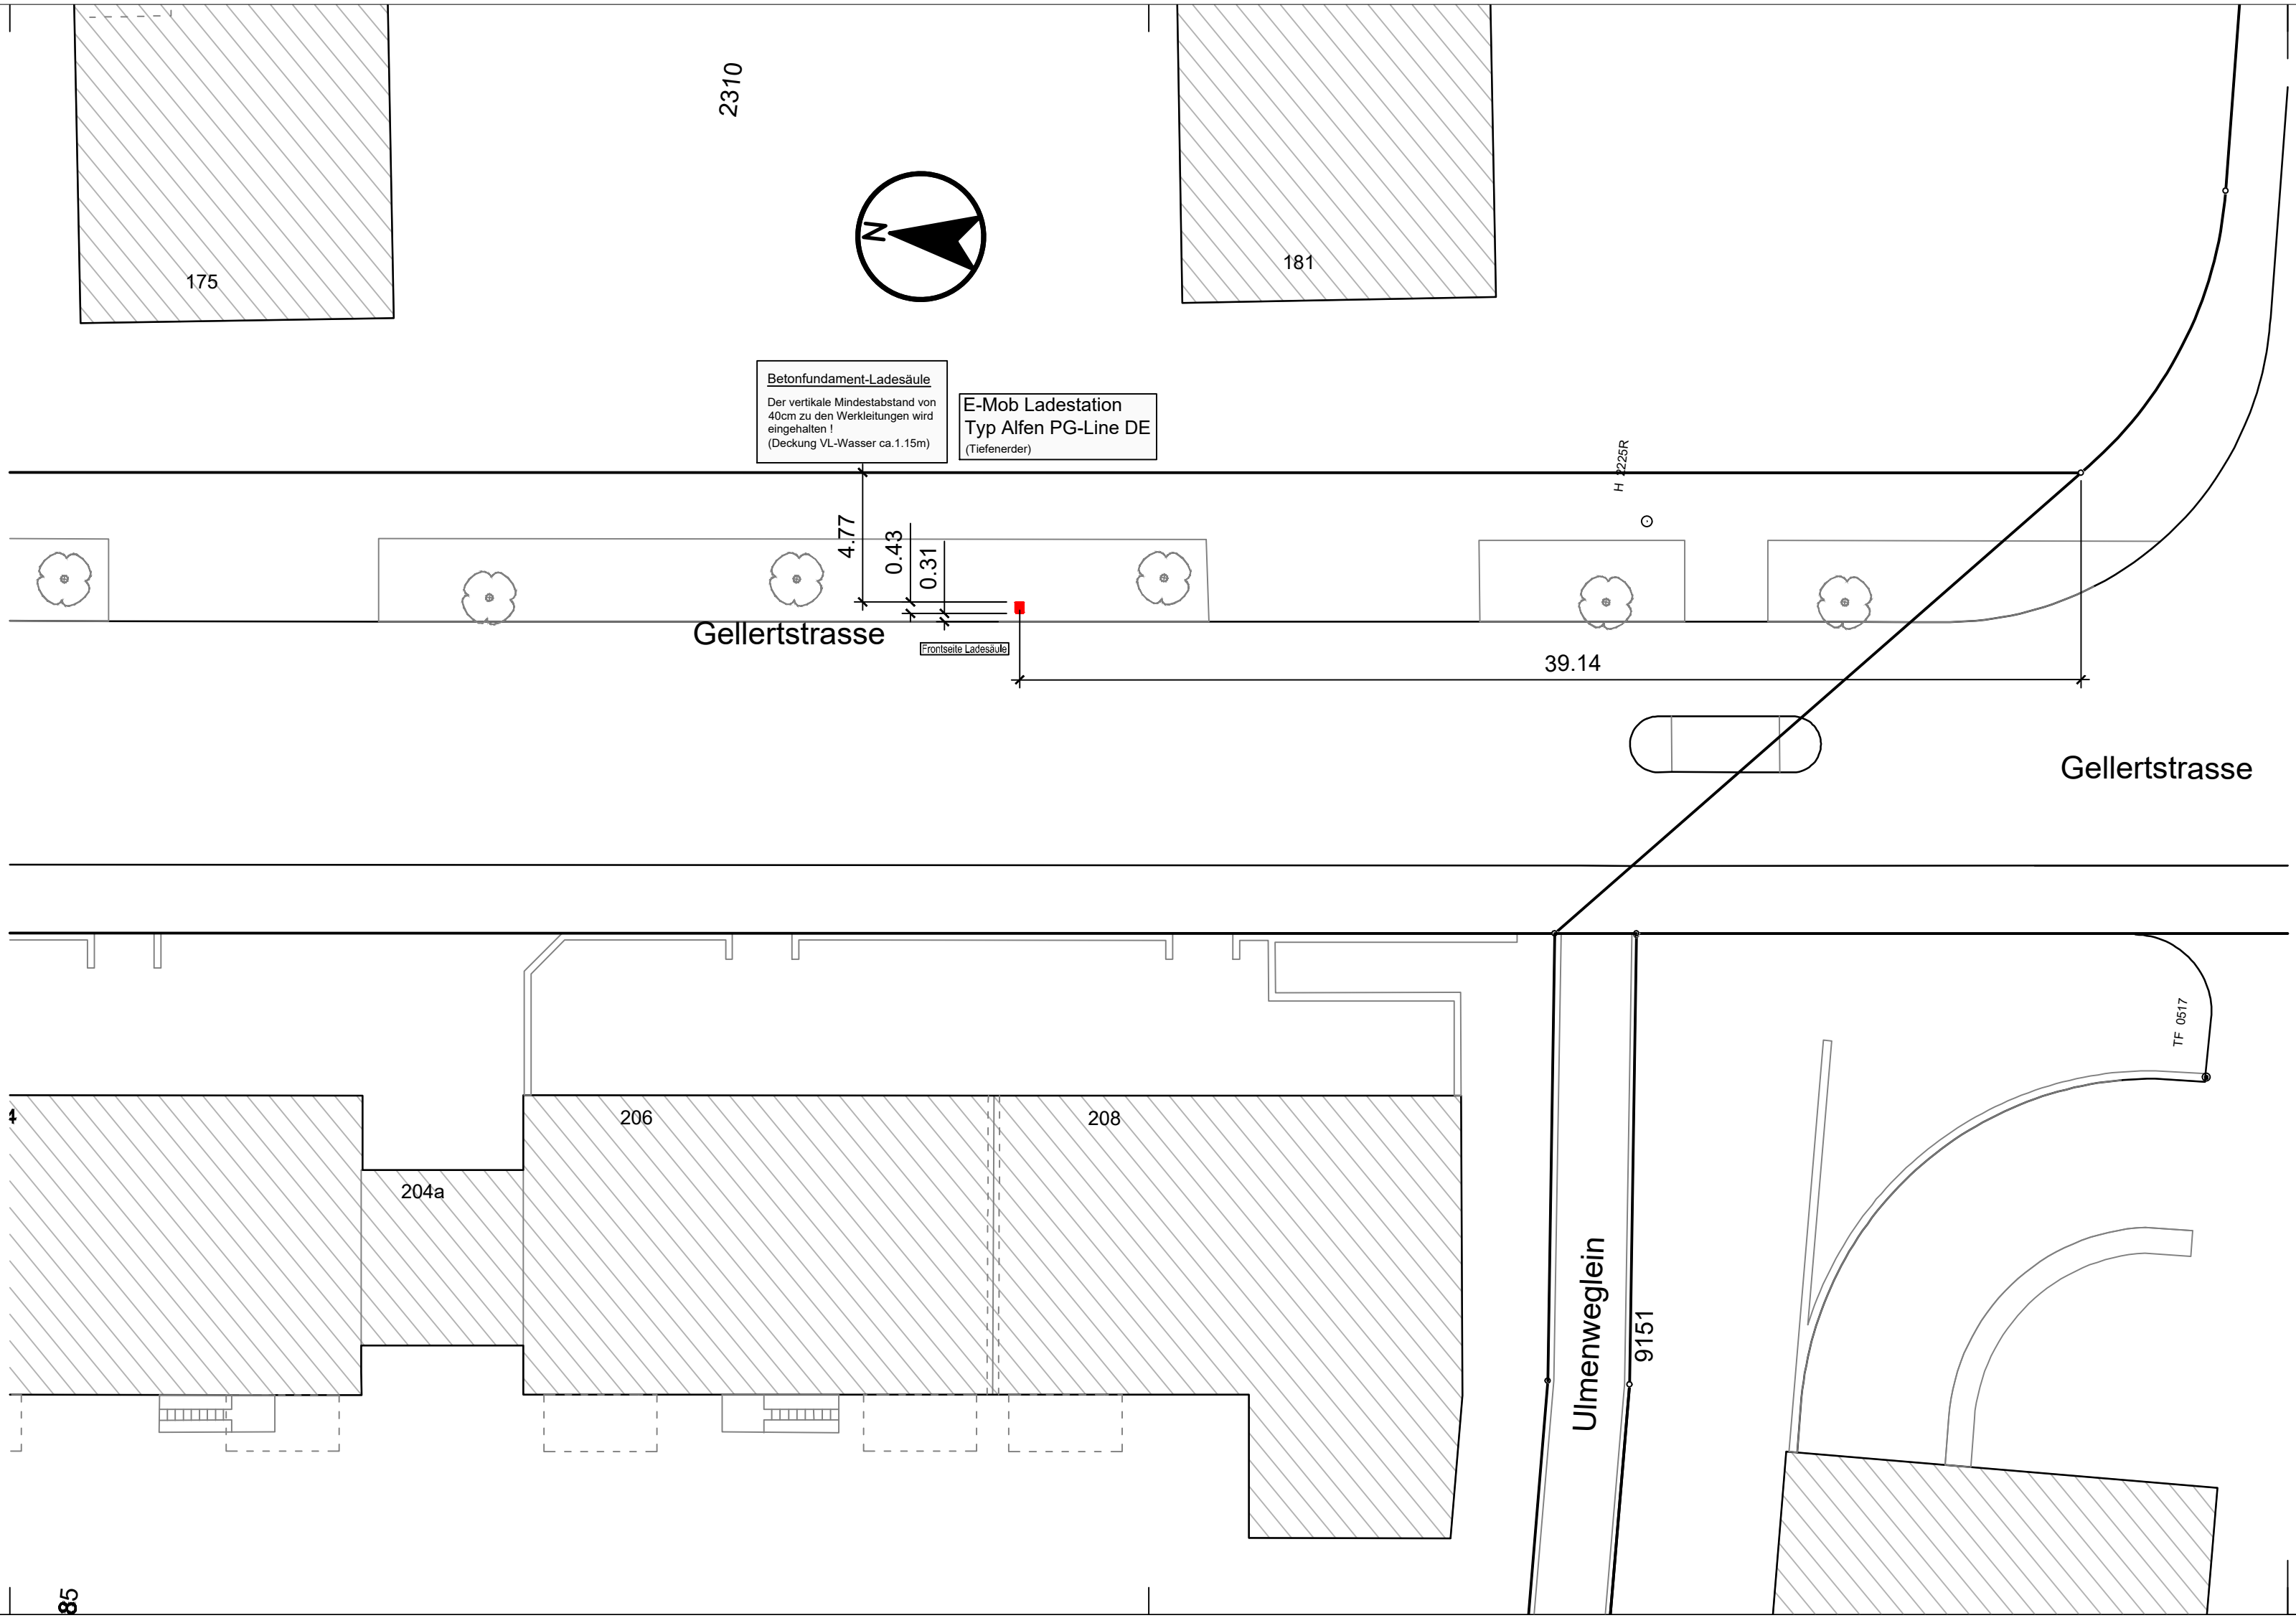 2310
N
175
181
Betonfundament-Ladesäule
Der vertikale Mindestabstand von
40cm zu den Werkleitungen wird
eingehalten !
(Deckung VL-Wasser ca.1.15m)
E-Mob Ladestation
Typ Alfen PG-Line DE
(Tiefenerder)
H 2225R
4.77
0.43
0.31
Gellertstrasse
Frontseite Ladesäule
39.14
Gellertstrasse
TF 0517
4
206
208
204a
Ulmenweglein
9151
85